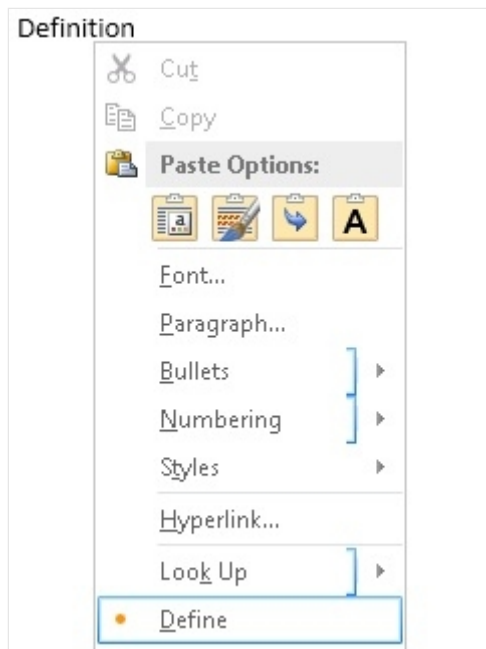 Definition
Cut
Copy
Paste Options:
a
A
Font...
Paragraph...
Bullets
Numbering
Styles
Hyperlink...
Look Up
Define